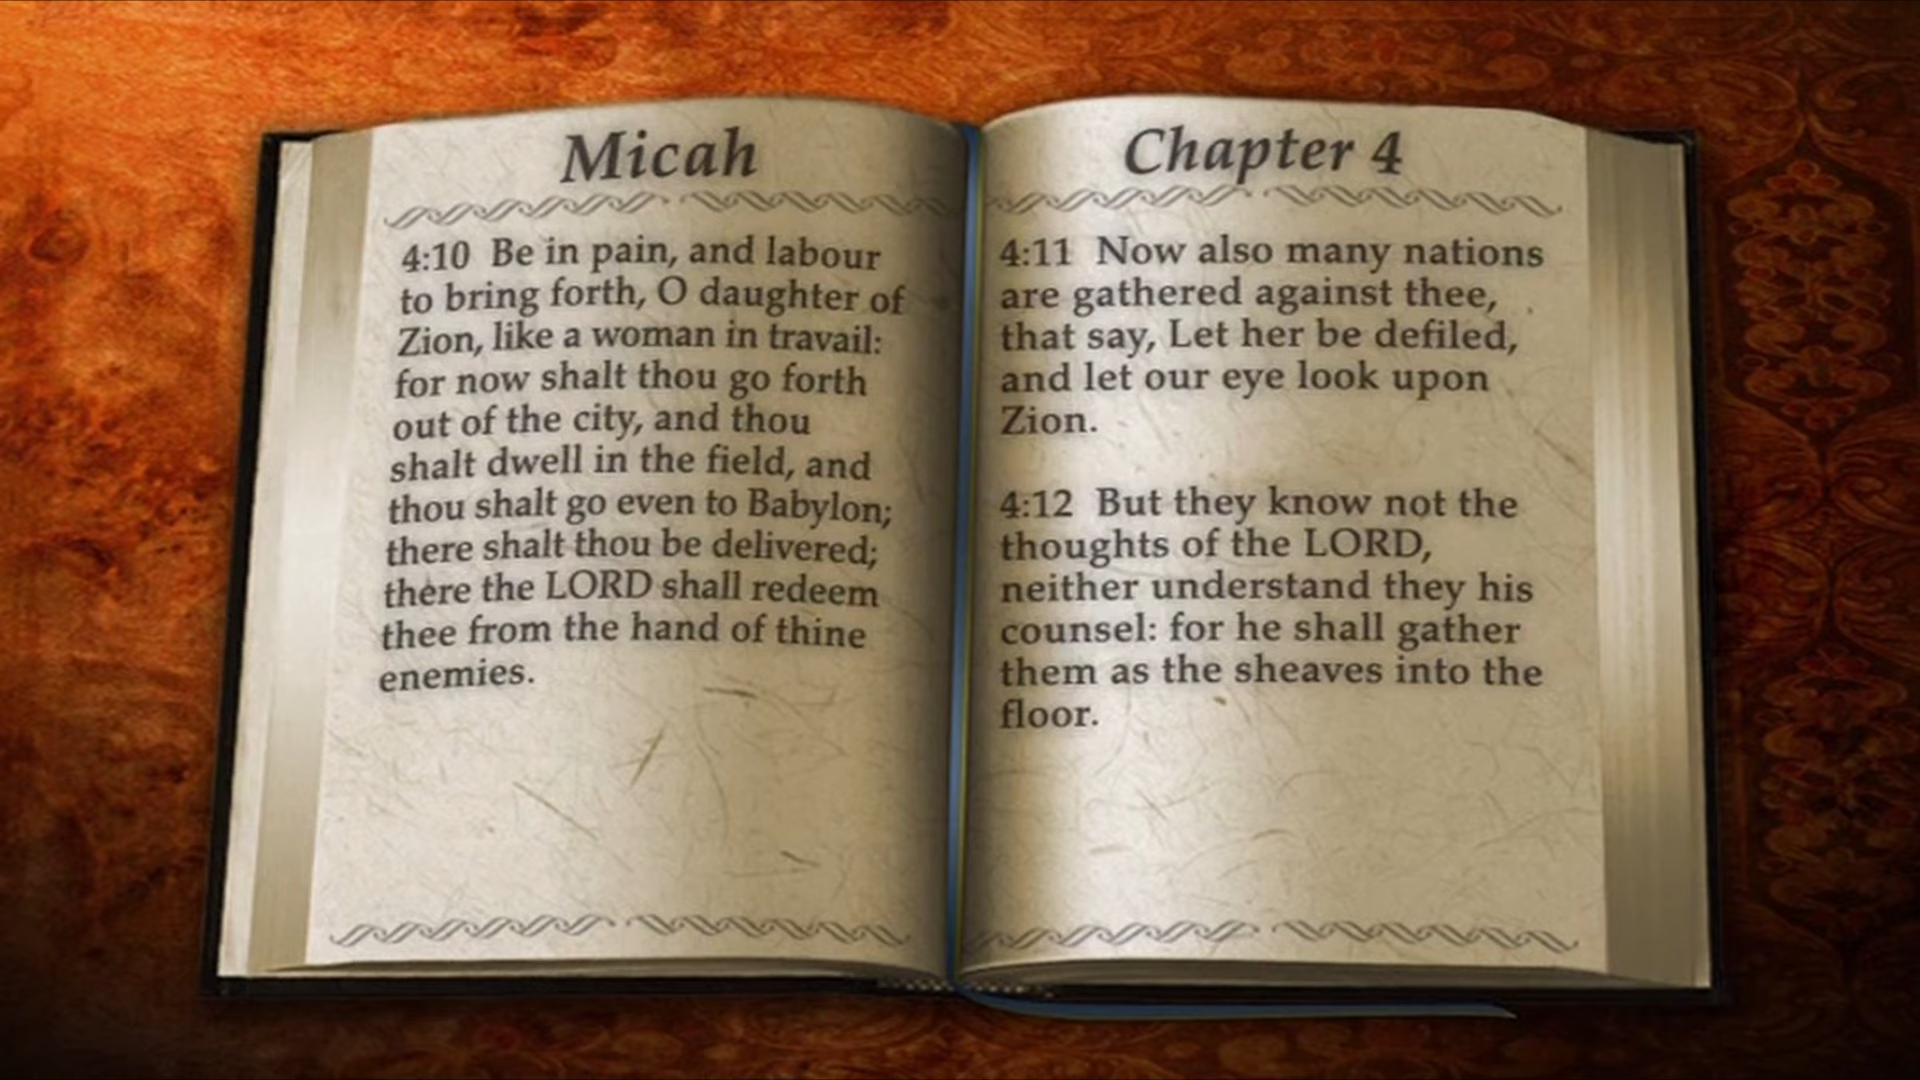 Micah
4:10 Be in pain, and labour
to bring forth, O daughter of
Zion, like a woman in travail:
for now shalt thou go forth
out of the city, and thou
shalt dwell in the field, and
thou shalt go even to Babylon;
there shalt thou be delivered;
there the LORD shall redeem
thee from the hand of thine
enemies.
Chapter 4
4:11 Now also many nations
are gathered against thee,
that say, Let her be defiled,
and let our eye look upon
Zion.
4:12 But they know not the
thoughts of the LORD,
neither understand they his
counsel: for he shall gather
them as the sheaves into the
floor.